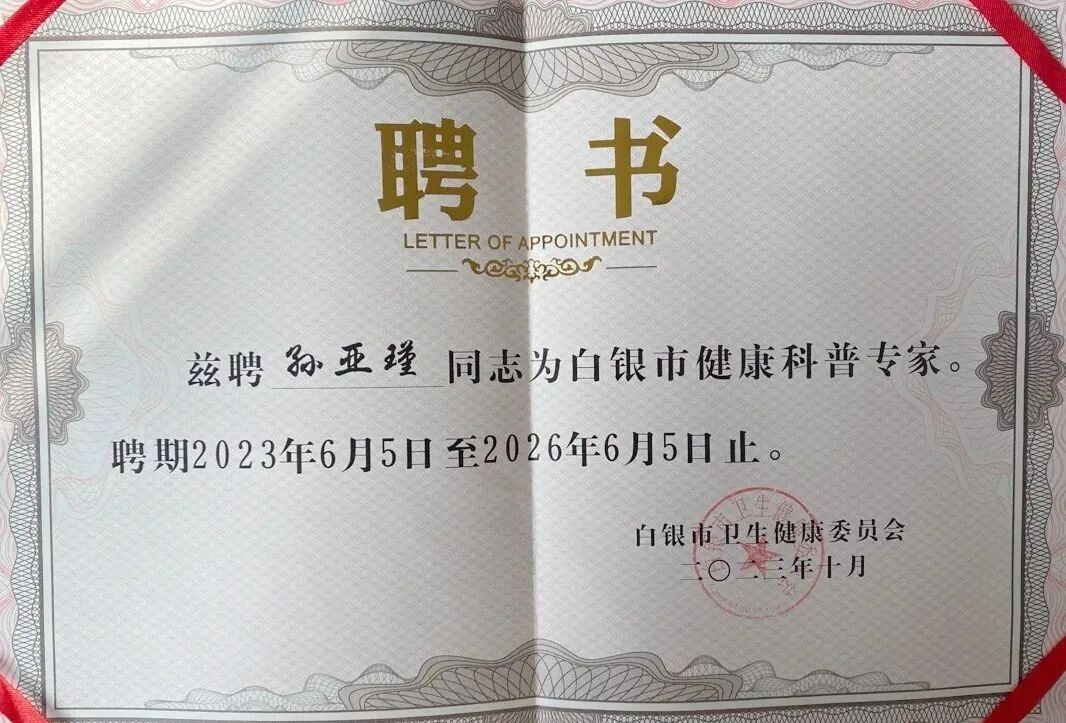 聘 书
LETTER OF APPOINTMENT
兹聘 孙亚瑾 同志为白银市健康科普专家。
聘期2023年6月5日至2026年6月5日止。
白银市卫生健康委员会
二〇二三年十月